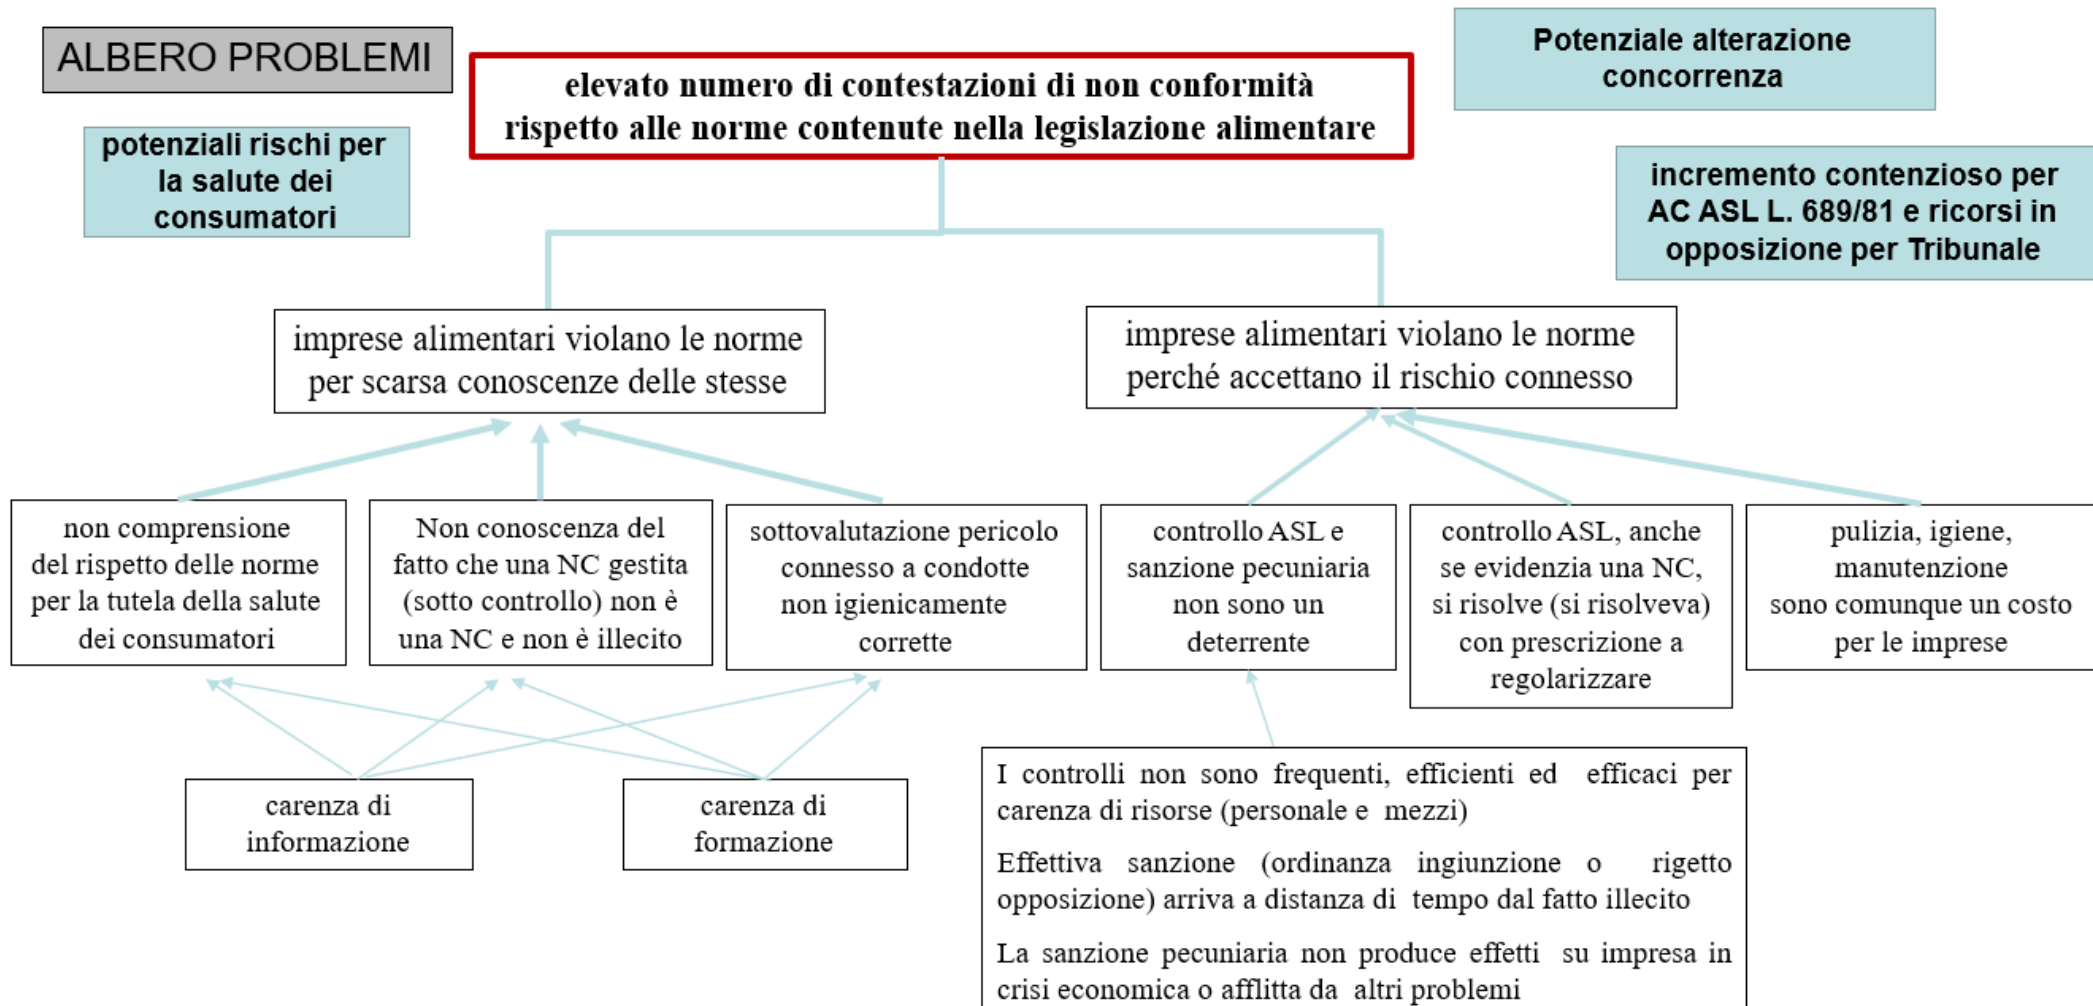 ALBERO PROBLEMI
elevato numero di contestazioni di non conformità
rispetto alle norme contenute nella legislazione alimentare
Potenziale alterazione
concorrenza
potenziali rischi per
la salute dei
consumatori
incremento contenzioso per
AC ASL L. 689/81 e ricorsi in
opposizione per Tribunale
imprese alimentari violano le norme
per scarsa conoscenze delle stesse
imprese alimentari violano le norme
perché accettano il rischio connesso
non comprensione
del rispetto delle norme
per la tutela della salute
dei consumatori
Non conoscenza del
fatto che una NC gestita
(sotto controllo) non è
una NC e non è illecito
sottovalutazione pericolo
connesso a condotte
non igienicamente
corrette
controllo ASL e
sanzione pecuniaria
non sono un
deterrente
controllo ASL, anche
se evidenzia una NC,
si risolve (si risolveva)
con prescrizione a
regolarizzare
pulizia, igiene,
manutenzione
sono comunque un costo
per le imprese
carenza di
informazione
carenza di
formazione
I controlli non sono frequenti, efficienti ed efficaci per
carenza di risorse (personale e mezzi)
Effettiva sanzione (ordinanza ingiunzione o rigetto
opposizione) arriva a distanza di tempo dal fatto illecito
La sanzione pecuniaria non produce effetti su impresa in
crisi economica o afflitta da altri problemi